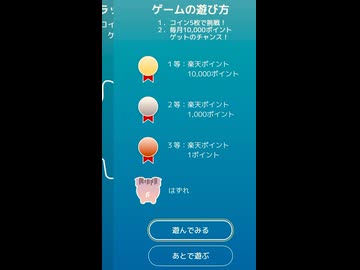 ラッ
コイ
ク
ゲームの遊び方
1．コイン5枚で挑戦！
2．毎月10,000ポイント
ゲットのチャンス！
1等：楽天ポイント
10,000ポイント
2等：楽天ポイント
1,000ポイント
3等：楽天ポイント
1ポイント
はずれ
遊んでみる
あとで遊ぶ